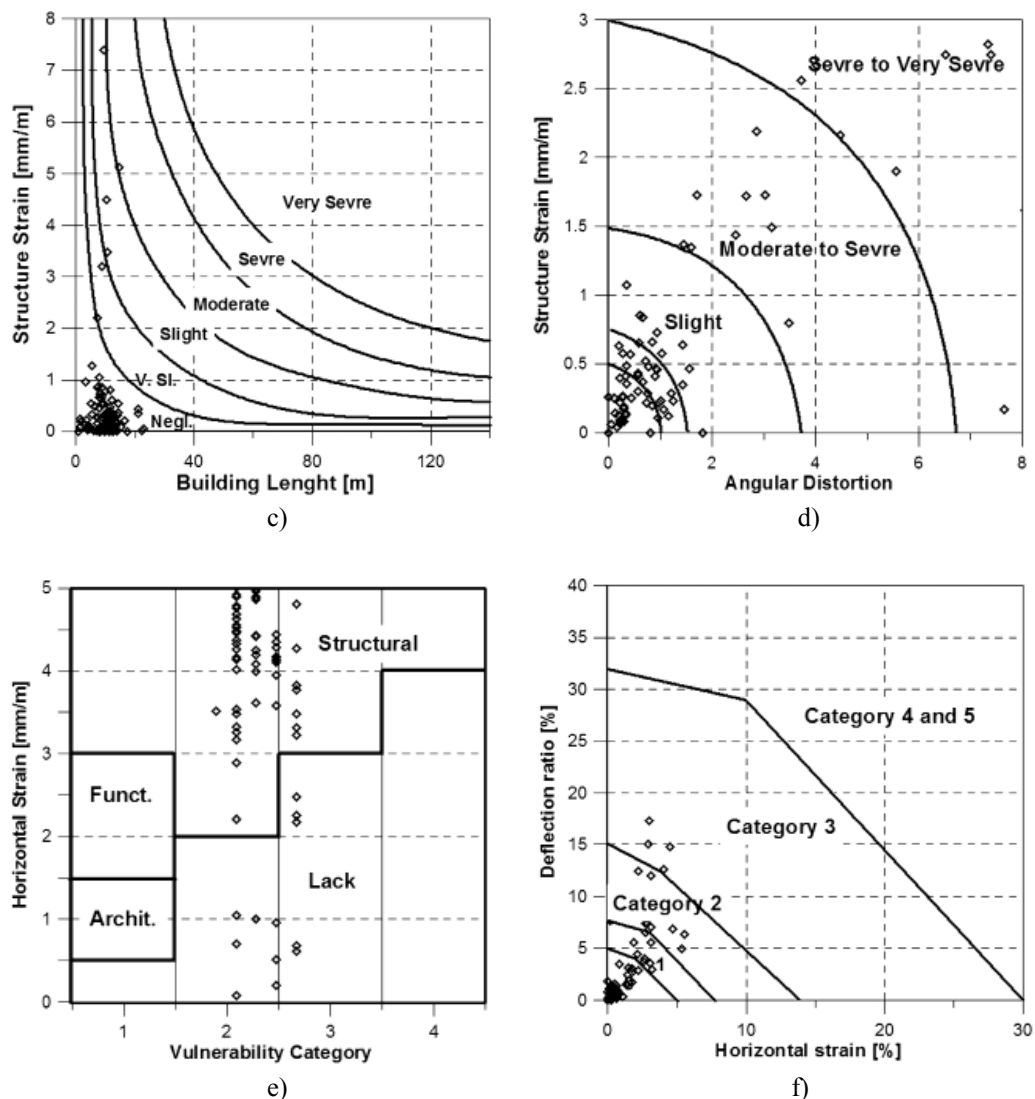 8
7
6
5
4
3
2
1
0
Structure Strain [mm/m]
Very Sevre
Sevre
Moderate
Slight
V. Sl.
Negl.
0 40 80 120
Building Lenght [m]
c)
3
2.5
2
1.5
1
0.5
0
Structure Strain [mm/m]
Sevre to Very Sevre
Moderate to Sevre
Slight
0 2 4 6 8
Angular Distortion
d)
5
4
3
2
1
0
Horizontal Strain [mm/m]
Structural
Funct.
Lack
Archit.
1 2 3 4
Vulnerability Category
e)
40
35
30
25
20
15
10
5
0
Deflection ratio [%]
Category 4 and 5
Category 3
Category 2
1
0 10 20 30
Horizontal strain [%]
f)